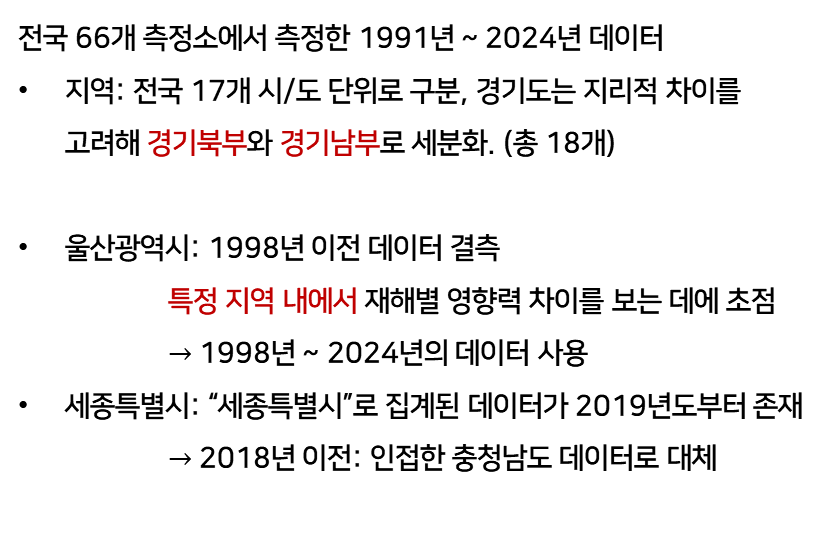 전국 66개 측정소에서 측정한 1991년 ~ 2024년 데이터
• 지역: 전국 17개 시/도 단위로 구분, 경기도는 지리적 차이를
고려해 경기북부와 경기남부로 세분화. (총 18개)
• 울산광역시: 1998년 이전 데이터 결측
특정 지역 내에서 재해별 영향력 차이를 보는 데에 초점
→ 1998년 ~ 2024년의 데이터 사용
• 세종특별시: “세종특별시”로 집계된 데이터가 2019년도부터 존재
→ 2018년 이전: 인접한 충청남도 데이터로 대체